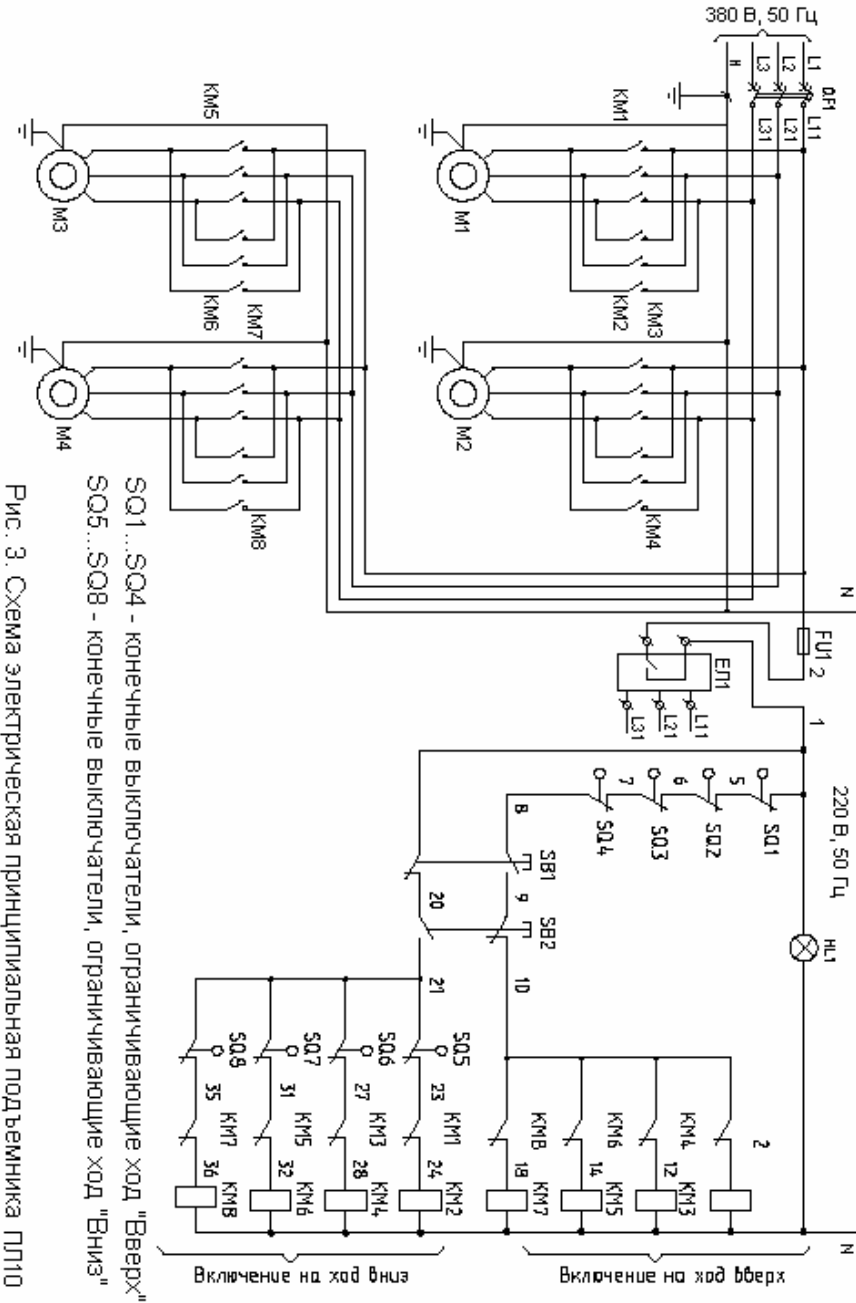 380 В, 50 Гц
L1
L2
L3
N
QF1
L11
L21
L31
KM1
KM2
KM3
M1
KM4
M2
KM5
KM6
KM7
M3
KM8
M4
N
FU1
2
1
ЕЛ1
L11
L21
L31
220 В, 50 Гц
HL1
SQ1
5
SQ2
6
SQ3
7
SQ4
8
SB1
9
SB2
10
20
21
2
KM4
12
KM3
KM6
14
KM5
KM8
18
KM7
SQ5
23
KM1
24
KM2
SQ6
27
KM3
28
KM4
SQ7
31
KM5
32
KM6
SQ8
35
KM7
36
KM8
N
Включение на ход вверх
Включение на ход вниз
SQ1...SQ4 - конечные выключатели, ограничивающие ход "Вверх"
SQ5...SQ8 - конечные выключатели, ограничивающие ход "Вниз"
Рис. 3. Схема электрическая принципиальная подъемника ПЛ10